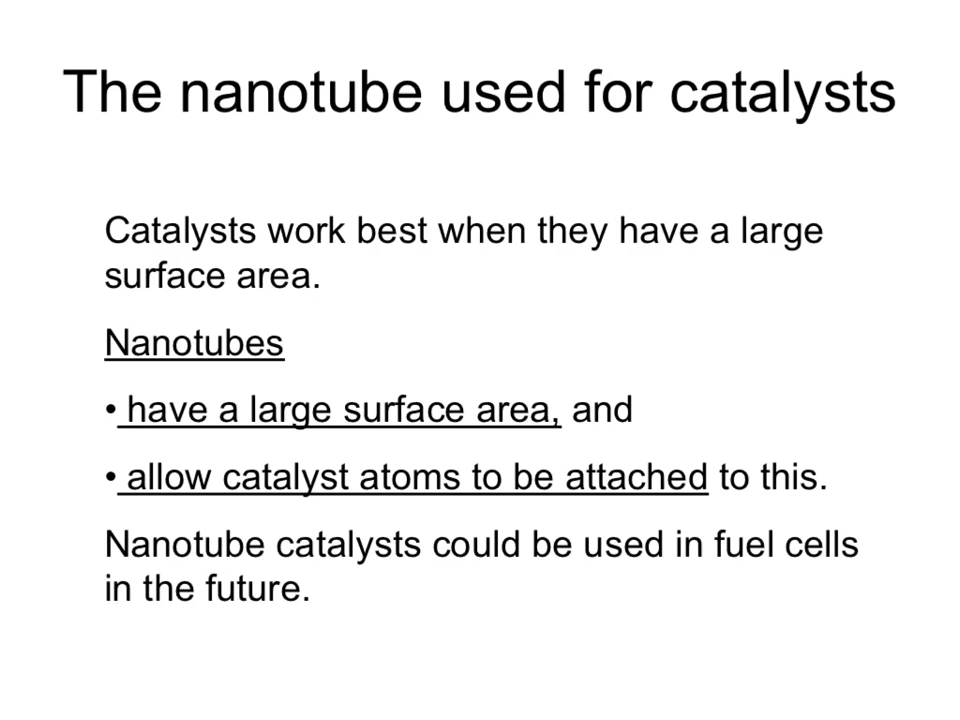 The nanotube used for catalysts
Catalysts work best when they have a large
surface area.
Nanotubes
• have a large surface area, and
• allow catalyst atoms to be attached to this.
Nanotube catalysts could be used in fuel cells
in the future.